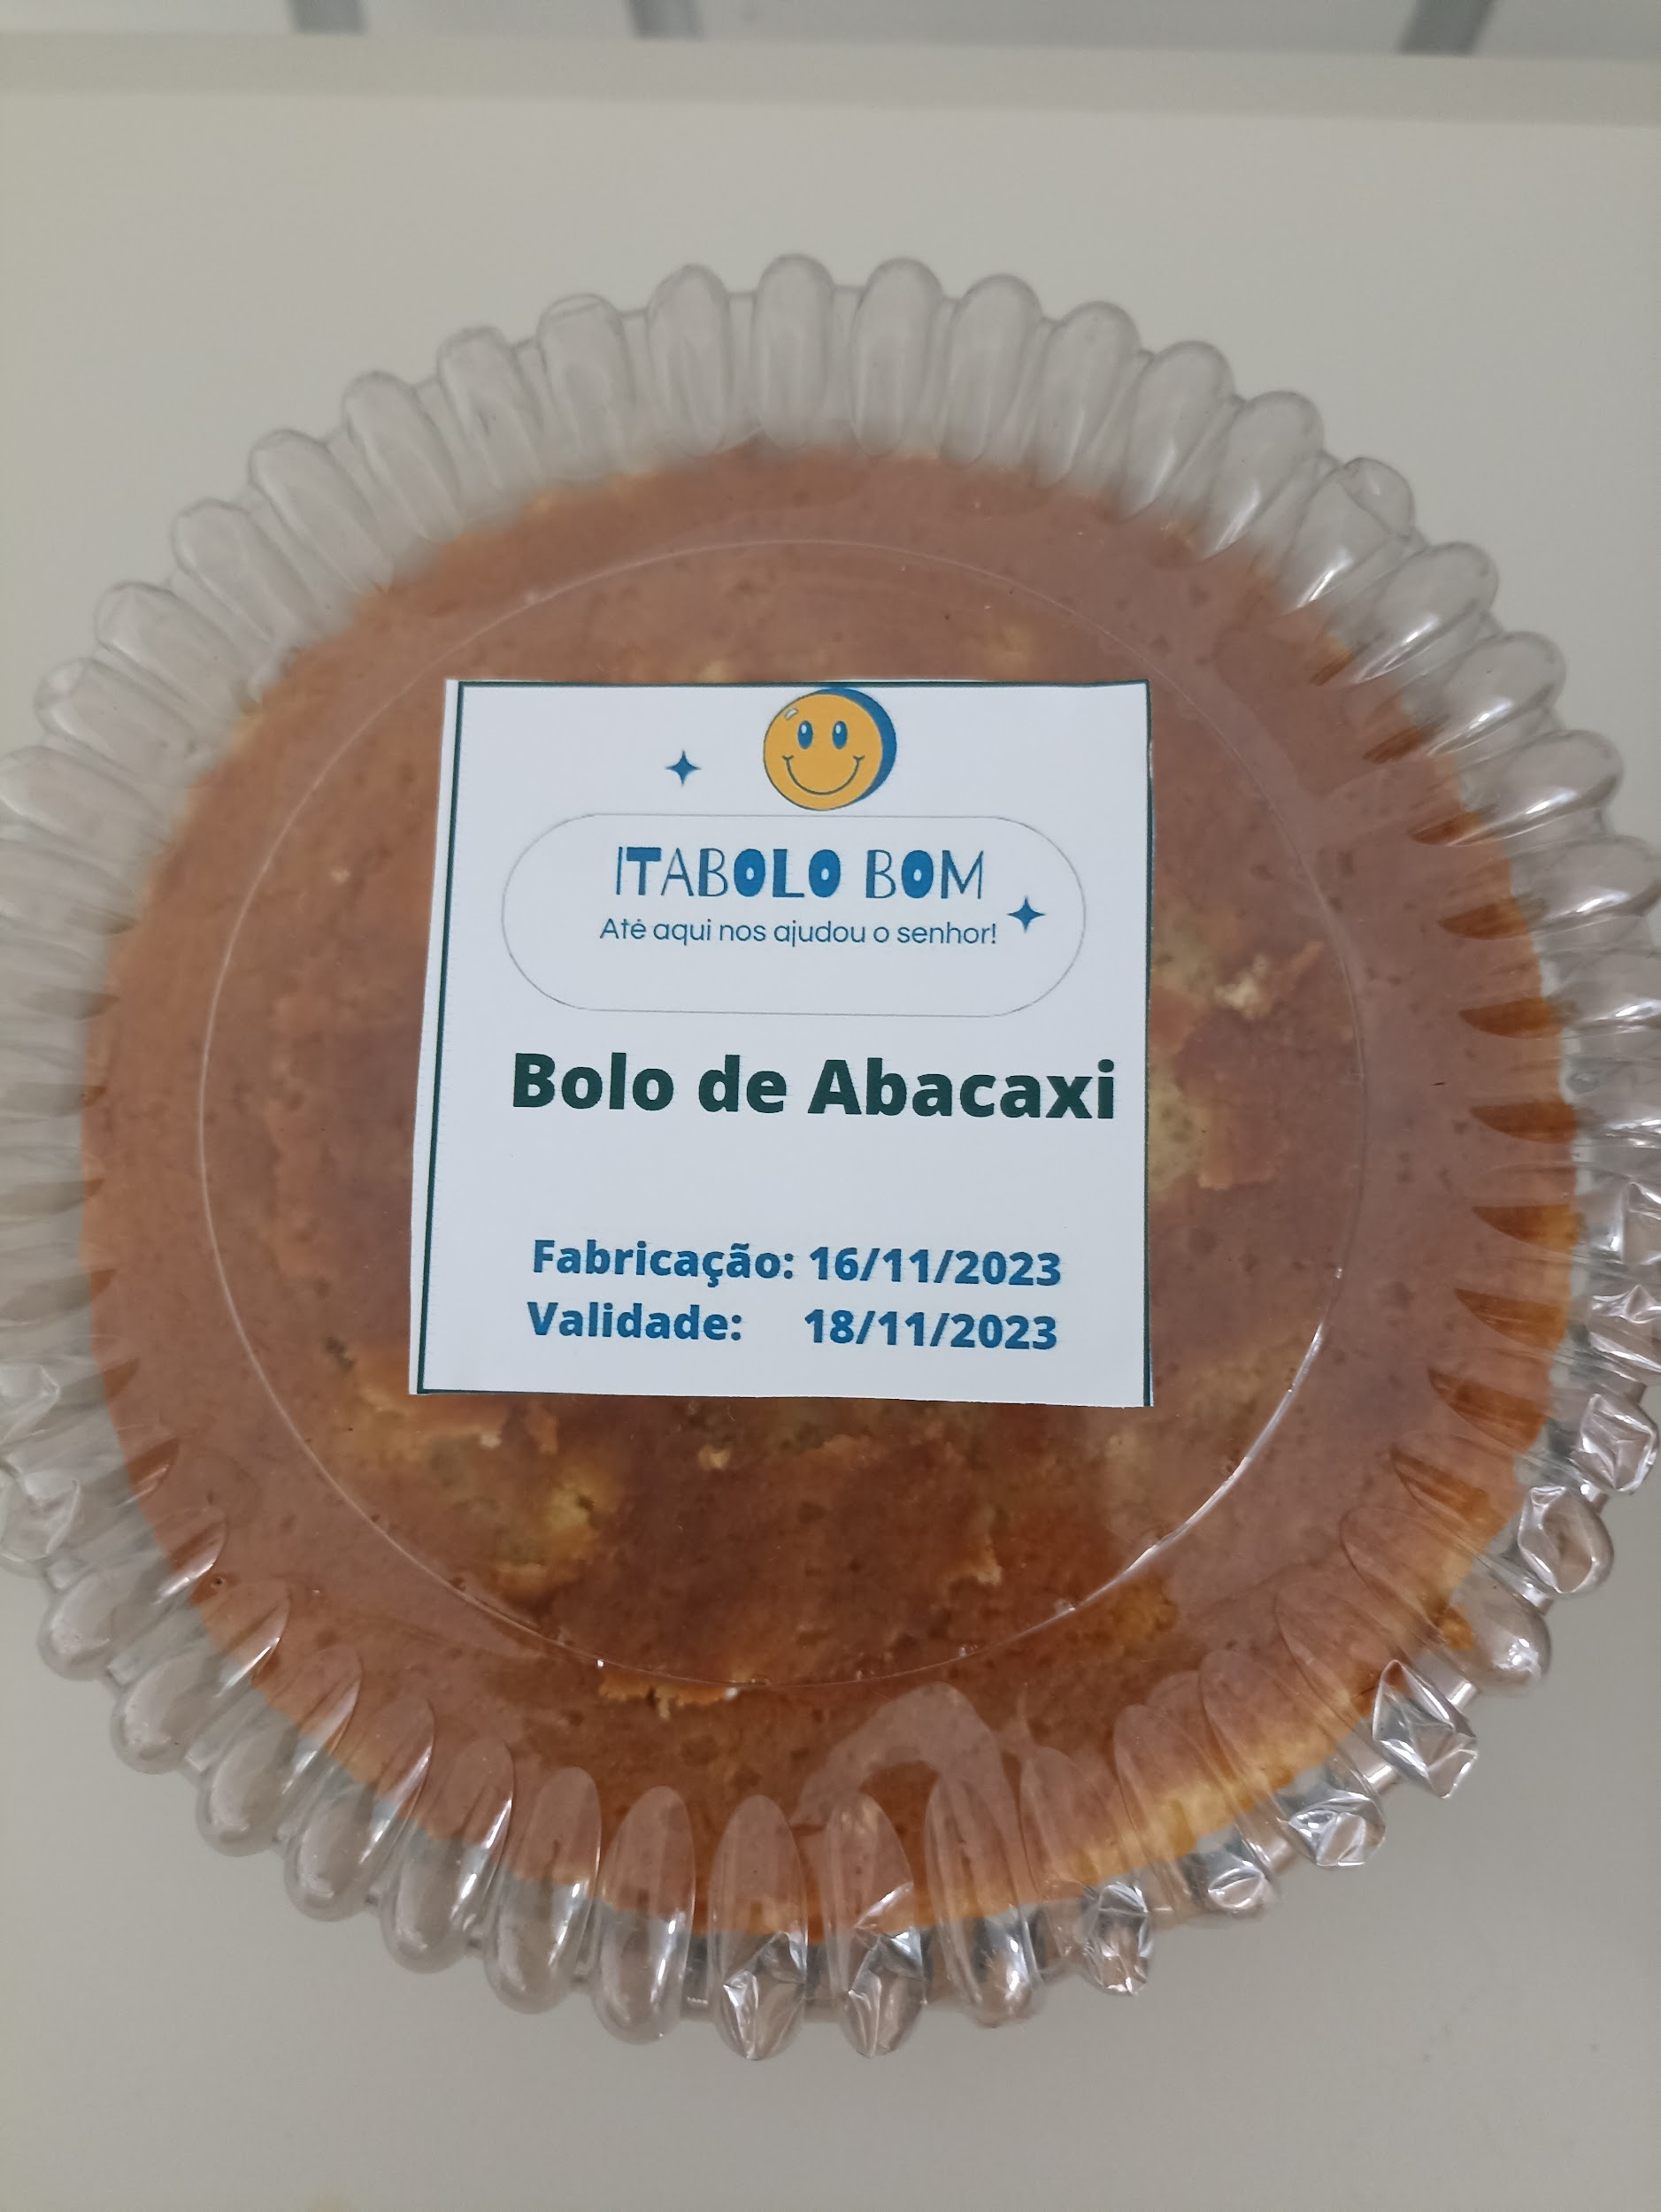 ITABOLO BOM
Até aqui nos ajudou o senhor!
Bolo de Abacaxi
Fabricação: 16/11/2023
Validade: 18/11/2023